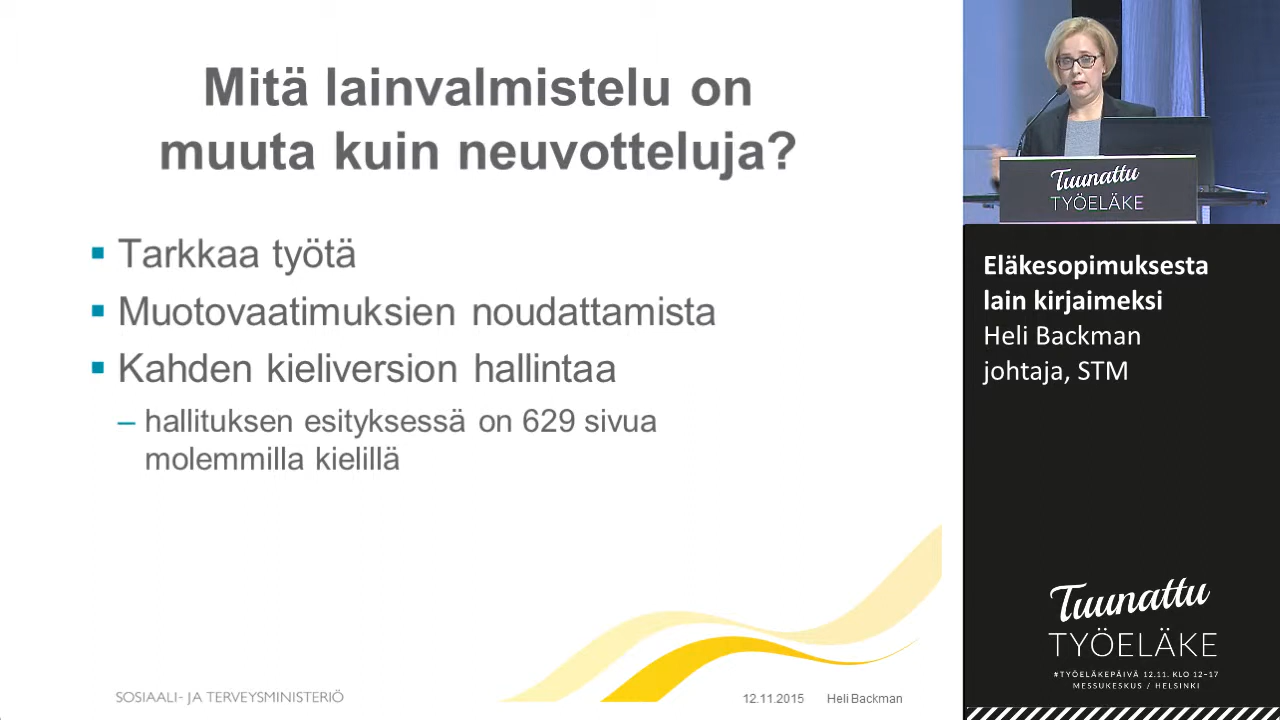 Mitä lainvalmistelu on
muuta kuin neuvotteluja?
Tarkkaa työtä
Muotovaatimuksien noudattamista
Kahden kieliversion hallintaa
– hallituksen esityksessä on 629 sivua
molemmilla kielillä
SOSIAALI- JA TERVEYSMINISTERIÖ
12.11.2015 Heli Backman
Tuunattu
TYÖELÄKE
Eläkesopimuksesta
lain kirjaimeksi
Heli Backman
johtaja, STM
Tuunattu
TYÖELÄKE
#TYÖELÄKEPÄIVÄ 12.11. KLO 12–17
MESSUKESKUS / HELSINKI